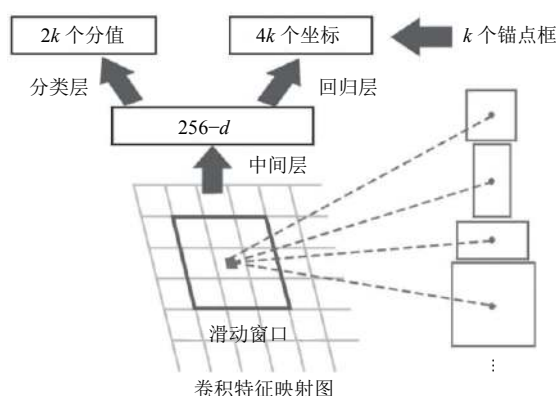 2k 个分值
4k 个坐标
k 个锚点框
分类层
回归层
256-d
中间层
滑动窗口
⋮
卷积特征映射图